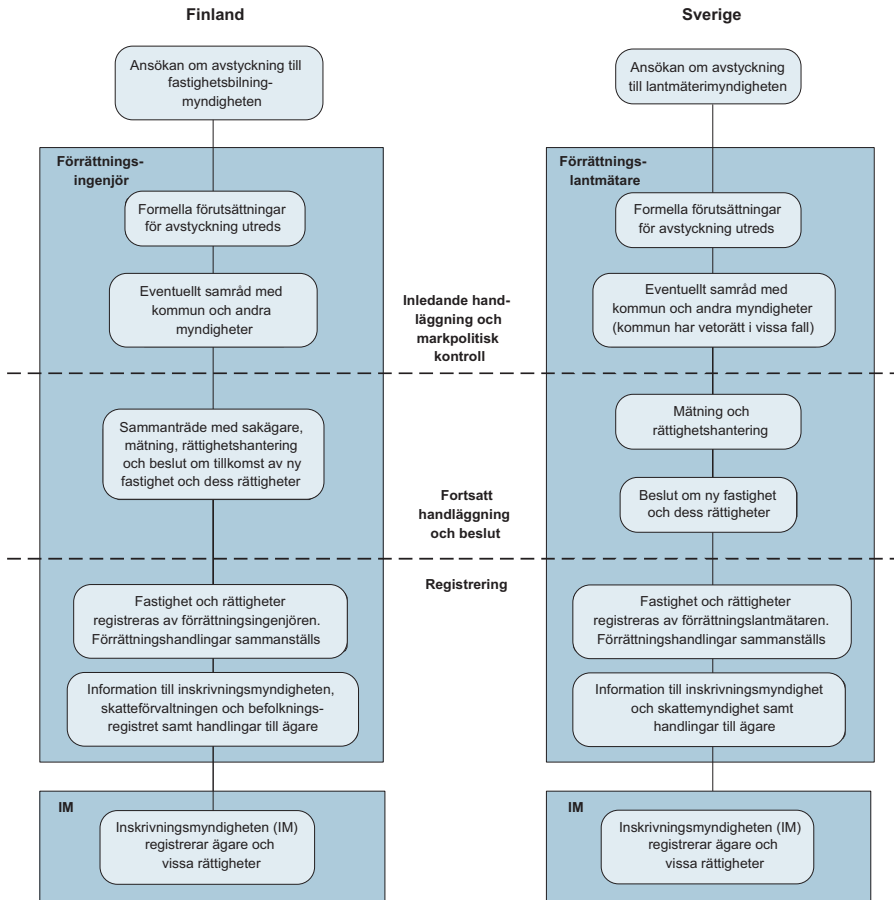 Finland
Ansökan om avstyckning till
fastighetsbilning-
myndigheten
Förrättnings-
ingenjör
Formella förutsättningar
för avstyckning utreds
Eventuellt samråd med
kommun och andra
myndigheter
Sammanträde med sakägare,
mätning, rättighetshantering
och beslut om tillkomst av ny
fastighet och dess rättigheter
Fastighet och rättigheter
registreras av förrättningsingenjören.
Förrättningshandlingar sammanställs
Information till inskrivningsmyndigheten,
skatteförvaltningen och befolknings-
registret samt handlingar till ägare
IM
Inskrivningsmyndigheten (IM)
registrerar ägare och
vissa rättigheter
Inledande hand-
läggning och
markpolitisk
kontroll
Fortsatt
handläggning
och beslut
Registrering
Sverige
Ansökan om avstyckning
till lantmäterimyndigheten
Förrättnings-
lantmätare
Formella förutsättningar
för avstyckning utreds
Eventuellt samråd med
kommun och andra myndigheter
(kommun har vetorätt i vissa fall)
Mätning och
rättighetshantering
Beslut om ny fastighet
och dess rättigheter
Fastighet och rättigheter
registreras av förrättningslantmätaren.
Förrättningshandlingar sammanställs
Information till inskrivningsmyndighet
och skattemyndighet samt
handlingar till ägare
IM
Inskrivningsmyndigheten (IM)
registrerar ägare och
vissa rättigheter